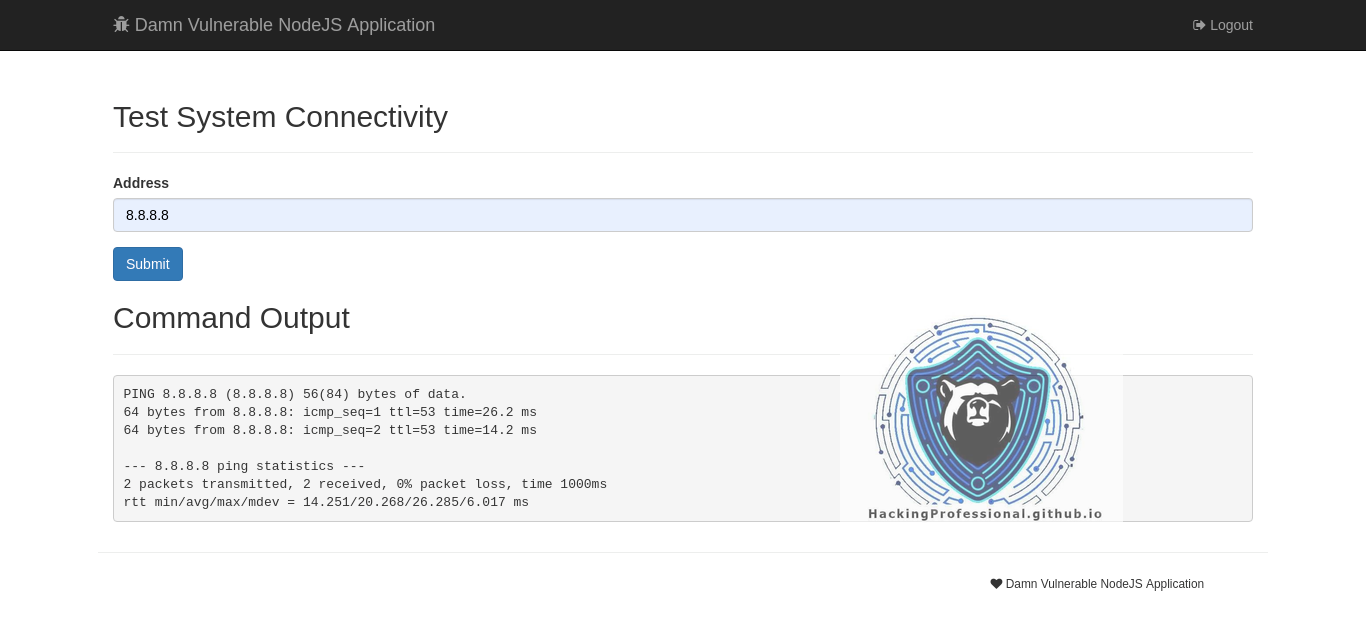 Damn Vulnerable NodeJS Application
Logout
Test System Connectivity
Address
8.8.8.8
Submit
Command Output
PING 8.8.8.8 (8.8.8.8) 56(84) bytes of data.
64 bytes from 8.8.8.8: icmp_seq=1 ttl=53 time=26.2 ms
64 bytes from 8.8.8.8: icmp_seq=2 ttl=53 time=14.2 ms
--- 8.8.8.8 ping statistics ---
2 packets transmitted, 2 received, 0% packet loss, time 1000ms
rtt min/avg/max/mdev = 14.251/20.268/26.285/6.017 ms
HackingProfessional.github.io
Damn Vulnerable NodeJS Application